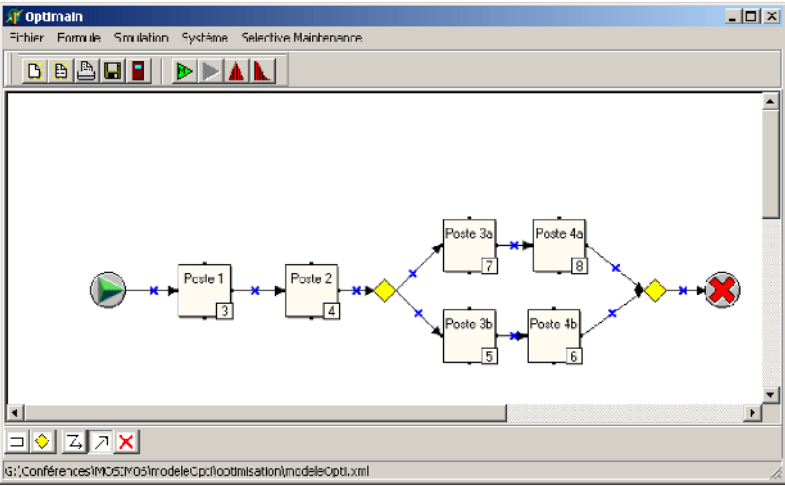 Optimain
Fichier Formule Simulation Système Selective Maintenance
Poste 3a
7
Poste 4a
8
Poste 1
3
Poste 2
4
Poste 3b
5
Poste 4b
6
G:\Conférences\MOSIM06\modeleOpti\optimisation\modeleOpti.xml